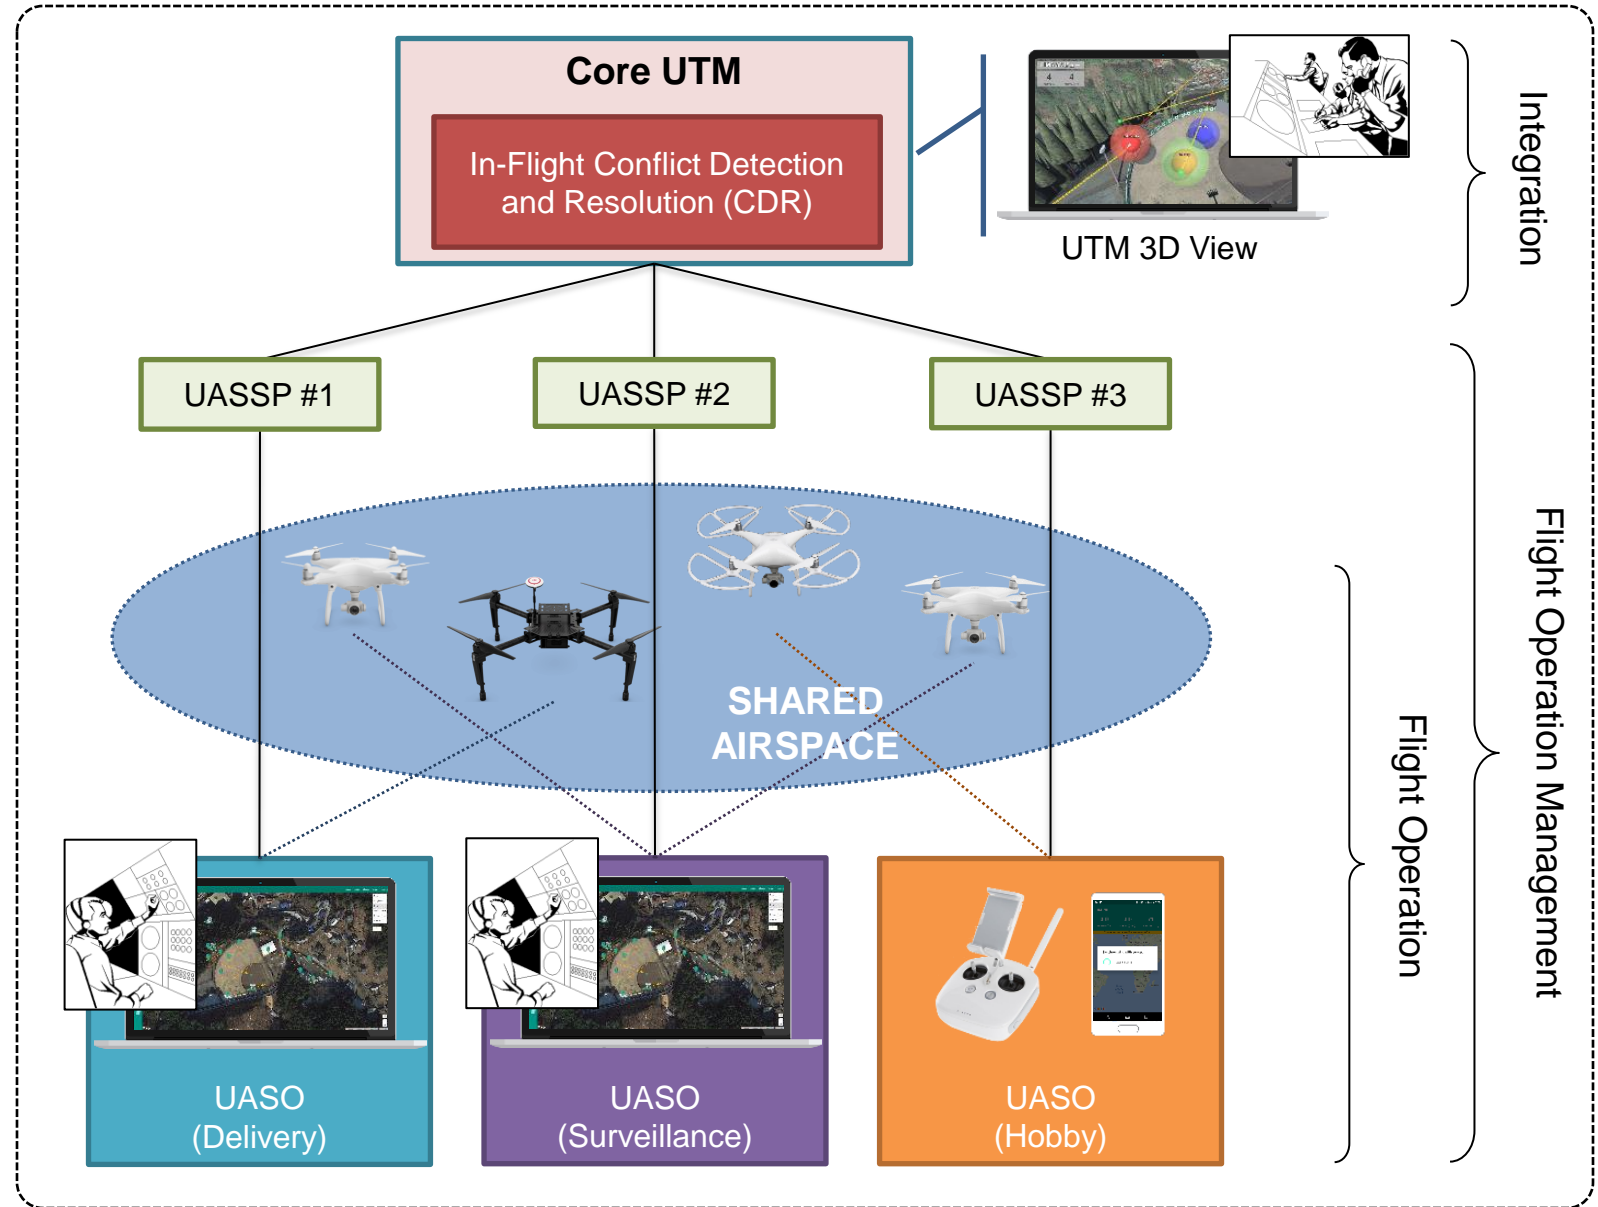 Core UTM
In-Flight Conflict Detection
and Resolution (CDR)
UTM 3D View
Integration
UASSP #1
UASSP #2
UASSP #3
SHARED
AIRSPACE
Flight Operation
Flight Operation Management
UASO
(Delivery)
UASO
(Surveillance)
UASO
(Hobby)